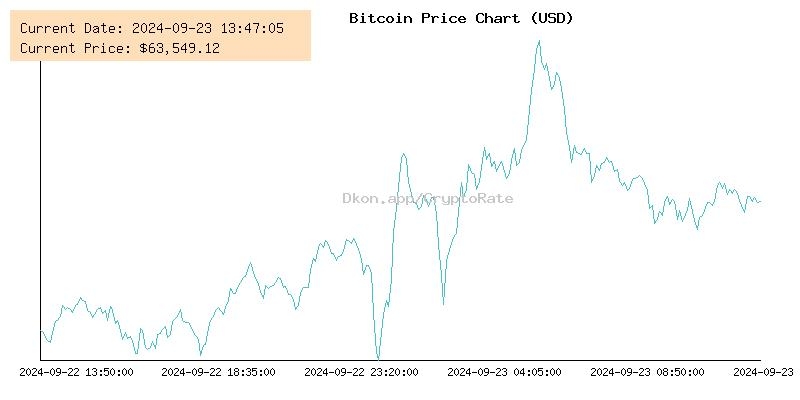 Bitcoin Price Chart (USD)
Current Date: 2024-09-23 13:47:05
Current Price: $63,549.12
Dkon.app/CryptoRate
2024-09-22 13:50:00 2024-09-22 18:35:00 2024-09-22 23:20:00 2024-09-23 04:05:00 2024-09-23 08:50:00 2024-09-23